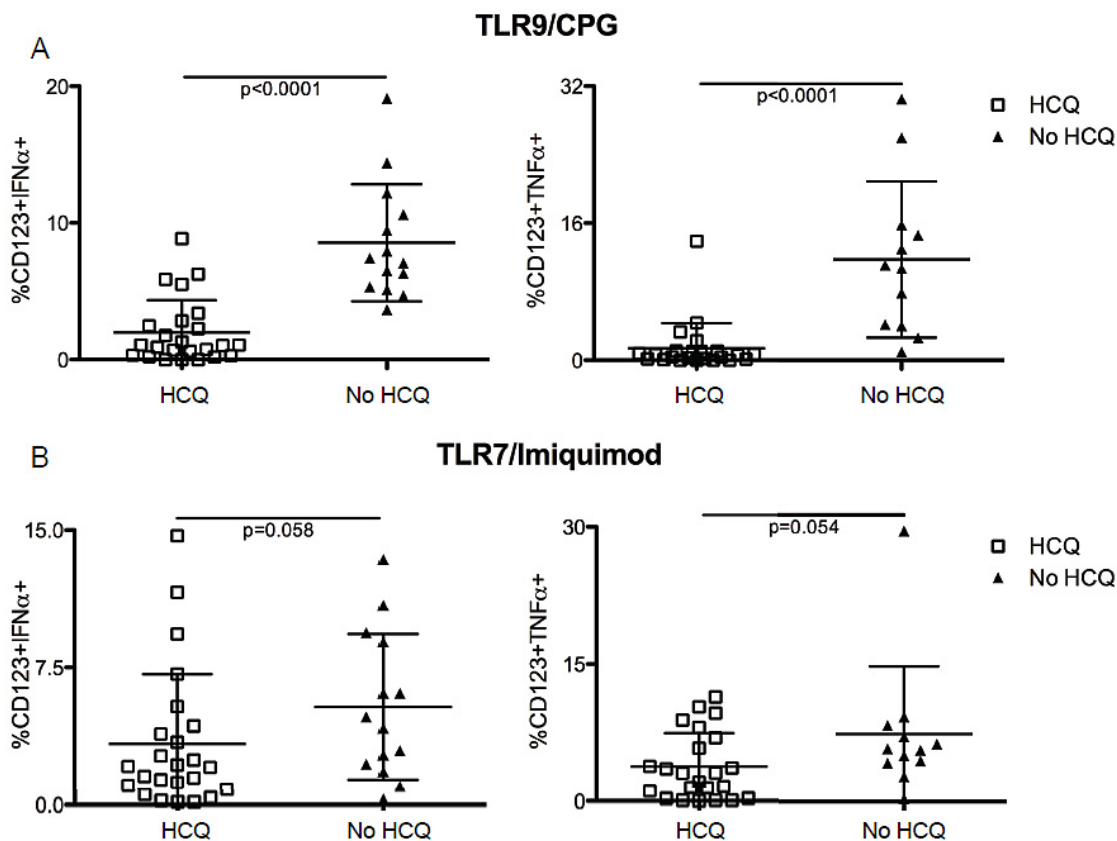 TLR9/CPG
A
20
10
0
%CD123+IFNα+
p<0.0001
HCQ
No HCQ
32
16
0
%CD123+TNFα+
p<0.0001
HCQ
No HCQ
HCQ
No HCQ
B
TLR7/Imiquimod
15.0
7.5
0.0
%CD123+IFNα+
p=0.058
HCQ
No HCQ
30
15
0
%CD123+TNFα+
p=0.054
HCQ
No HCQ
HCQ
No HCQ